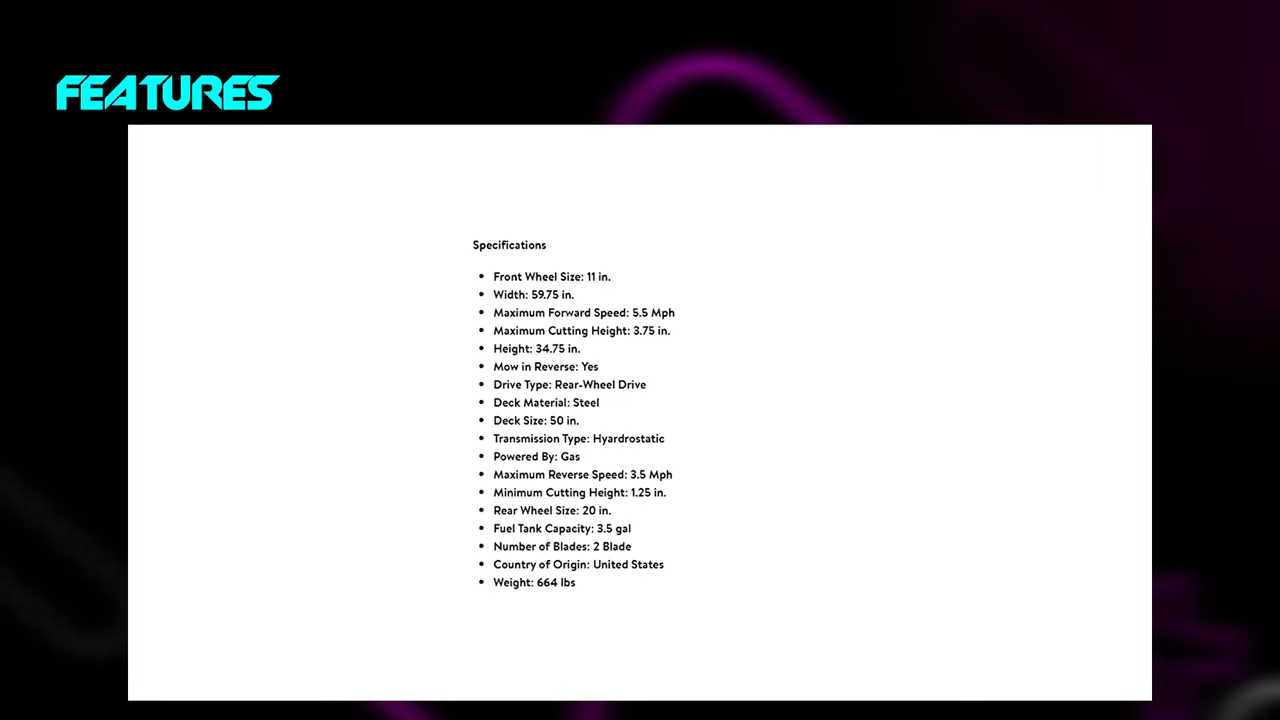 FEATURES
Specifications
• Front Wheel Size: 11 in.
• Width: 59.75 in.
• Maximum Forward Speed: 5.5 Mph
• Maximum Cutting Height: 3.75 in.
• Height: 34.75 in.
• Mow in Reverse: Yes
• Drive Type: Rear-Wheel Drive
• Deck Material: Steel
• Deck Size: 50 in.
• Transmission Type: Hyardrostatic
• Powered By: Gas
• Maximum Reverse Speed: 3.5 Mph
• Minimum Cutting Height: 1.25 in.
• Rear Wheel Size: 20 in.
• Fuel Tank Capacity: 3.5 gal
• Number of Blades: 2 Blade
• Country of Origin: United States
• Weight: 664 lbs